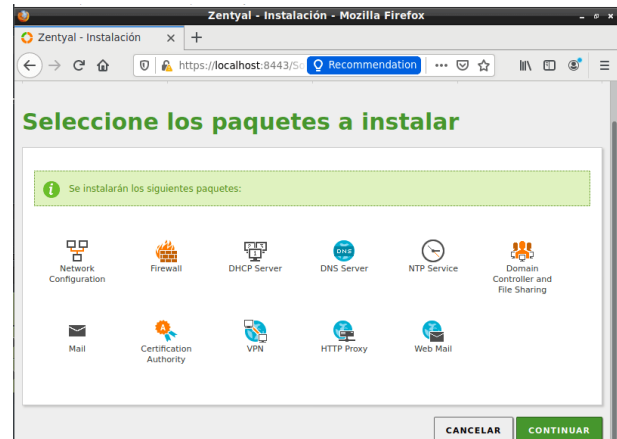 Zentyal - Instalación - Mozilla Firefox
Zentyal - Instalación
https://localhost:8443/So
Recommendation
Seleccione los paquetes a instalar
Se instalarán los siguientes paquetes:
Network
Configuration
Firewall
DHCP Server
DNS
DNS Server
NTP Service
Domain
Controller and
File Sharing
Mail
Certification
Authority
VPN
HTTP Proxy
Web Mail
CANCELAR
CONTINUAR